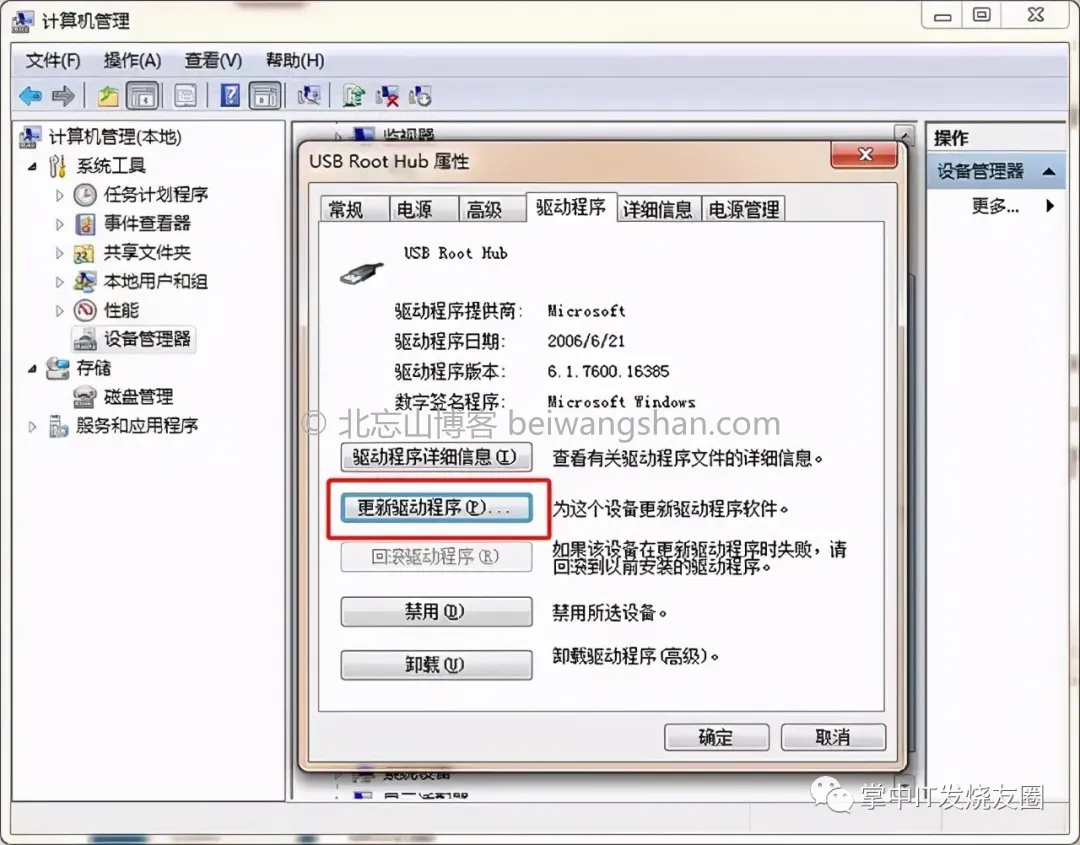 计算机管理
文件(F) 操作(A) 查看(V) 帮助(H)
计算机管理(本地)
系统工具
任务计划程序
事件查看器
共享文件夹
本地用户和组
性能
设备管理器
存储
磁盘管理
服务和应用程序
监视器
USB Root Hub 属性
常规 电源 高级 驱动程序 详细信息 电源管理
USB Root Hub
驱动程序提供商: Microsoft
驱动程序日期: 2006/6/21
驱动程序版本: 6.1.7600.16385
数字签名程序: Microsoft Windows
© 北忘山博客 beiwangshan.com
驱动程序详细信息(I) 查看有关驱动程序文件的详细信息。
更新驱动程序(P)... 为这个设备更新驱动程序软件。
回滚驱动程序(R) 如果该设备在更新驱动程序时失败，请
回滚到以前安装的驱动程序。
禁用(D) 禁用所选设备。
卸载(U) 卸载驱动程序(高级)。
确定 取消
系统设备
操作
设备管理器
更多...
掌中IT发烧友圈